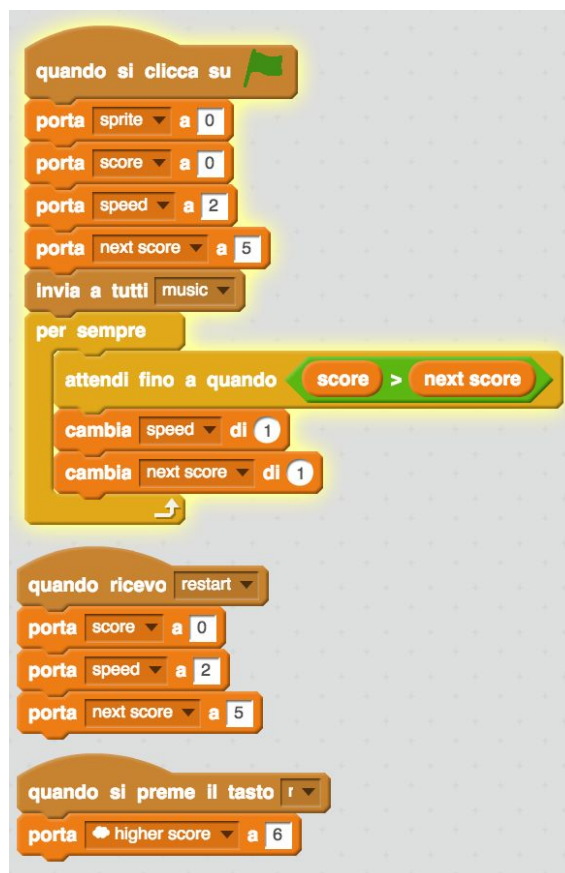 quando si clicca su
porta sprite a 0
porta score a 0
porta speed a 2
porta next score a 5
invia a tutti music
per sempre
attendi fino a quando score > next score
cambia speed di 1
cambia next score di 1
quando ricevo restart
porta score a 0
porta speed a 2
porta next score a 5
quando si preme il tasto r
porta higher score a 6